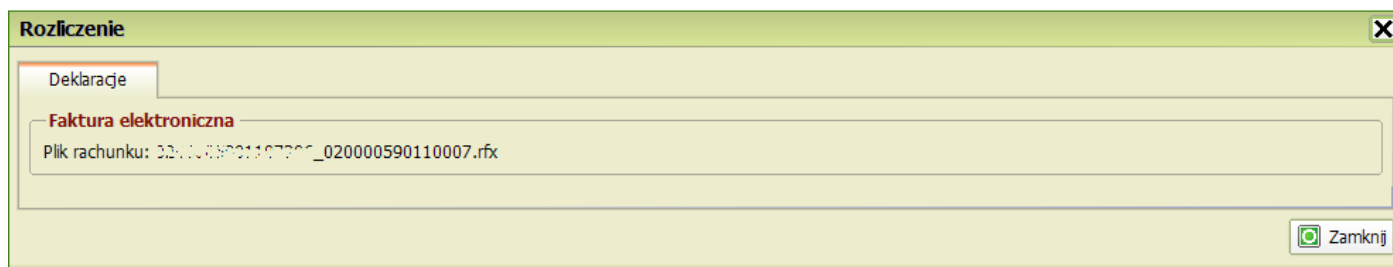 Rozliczenie
Deklaracje
Faktura elektroniczna
Plik rachunku: _020000590110007.rfx
Zamknij